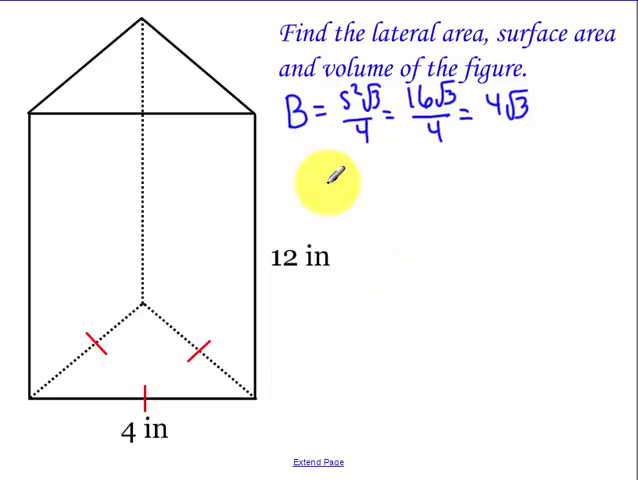 Find the lateral area, surface area
and volume of the figure.
B = s²√3/4 = 16√3/4 = 4√3
12 in
4 in
Extend Page